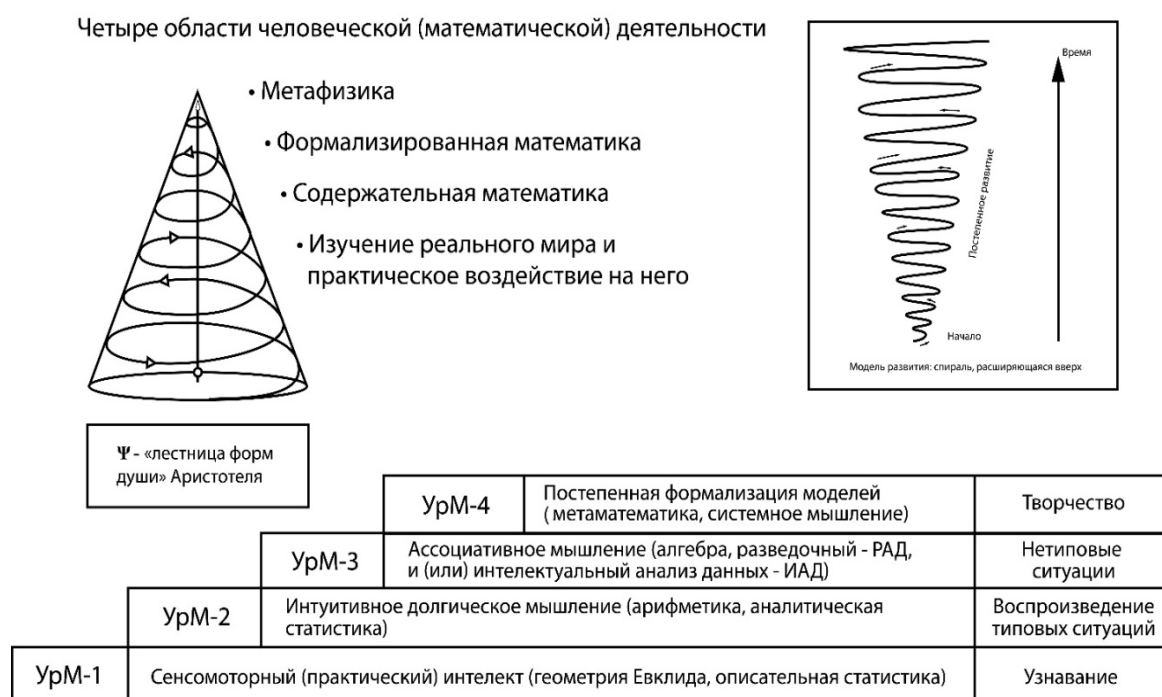 Четыре области человеческой (математической) деятельности
• Метафизика
• Формализированная математика
• Содержательная математика
• Изучение реального мира и
практическое воздействие на него
Время
Постепенное развитие
Начало
Модель развития: спираль, расширяющаяся вверх
Ψ - «лестница форм
души» Аристотеля
УрМ-4
Постепенная формализация моделей
( метаматематика, системное мышление)
Творчество
УрМ-3
Ассоциативное мышление (алгебра, разведочный - РАД,
и (или) интелектуальный анализ данных - ИАД)
Нетиповые
ситуации
УрМ-2
Интуитивное долгическое мышление (арифметика, аналитическая
статистика)
Воспроизведение
типовых ситуаций
УрМ-1
Сенсомоторный (практический) интелект (геометрия Евклида, описательная статистика)
Узнавание